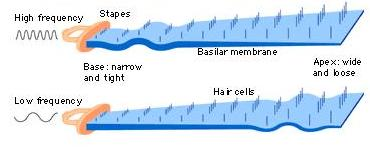 High frequency
Stapes
Basilar membrane
Base: narrow
and tight
Apex: wide
and loose
Low frequency
Hair cells